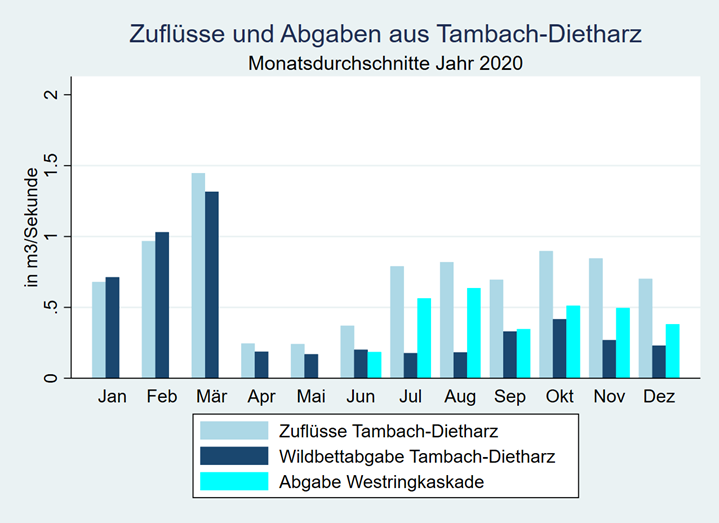 Zuflüsse und Abgaben aus Tambach-Dietharz
Monatsdurchschnitte Jahr 2020
in m3/Sekunde
2
1.5
1
.5
0
Jan Feb Mär Apr Mai Jun Jul Aug Sep Okt Nov Dez
Zuflüsse Tambach-Dietharz
Wildbettabgabe Tambach-Dietharz
Abgabe Westringkaskade